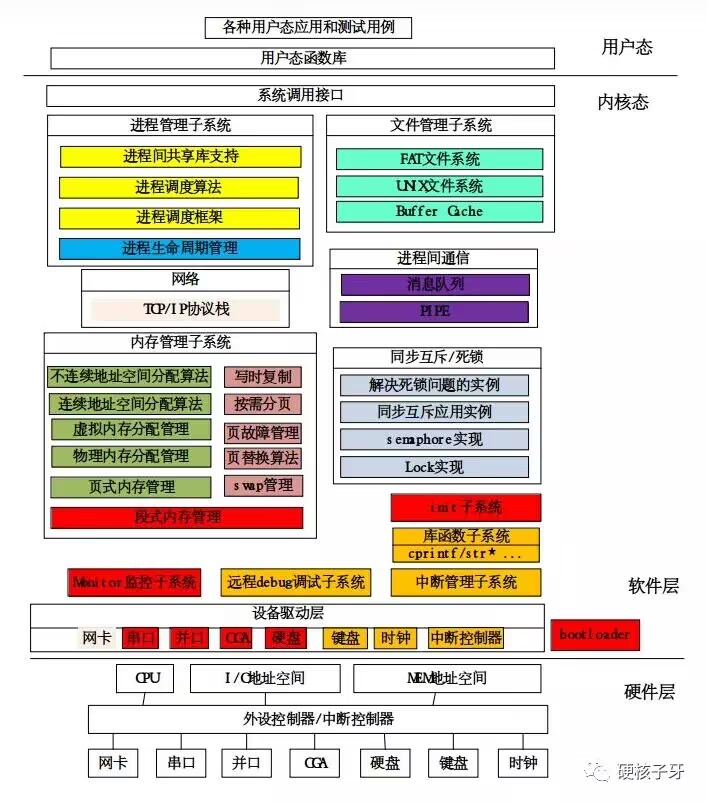 各种用户态应用和测试用例
用户态
用户态函数库
系统调用接口
内核态
进程管理子系统
进程间共享库支持
进程调度算法
进程调度框架
进程生命周期管理
文件管理子系统
FAT文件系统
UNIX文件系统
Buffer Cache
网络
TCP/IP协议栈
进程间通信
消息队列
PIPE
内存管理子系统
不连续地址空间分配算法
写时复制
连续地址空间分配算法
按需分页
虚拟内存分配管理
页故障管理
物理内存分配管理
页替换算法
页式内存管理
swap管理
段式内存管理
同步互斥/死锁
解决死锁问题的实例
同步互斥应用实例
semaphore实现
Lock实现
init子系统
库函数子系统
cprintf/str*...
Monitor监控子系统
远程debug调试子系统
中断管理子系统
软件层
设备驱动层
网卡 串口 并口 CGA 硬盘 键盘 时钟 中断控制器
bootloader
CPU
I/O地址空间
MEM地址空间
硬件层
外设控制器/中断控制器
网卡 串口 并口 CGA 硬盘 键盘 时钟
硬核子牙